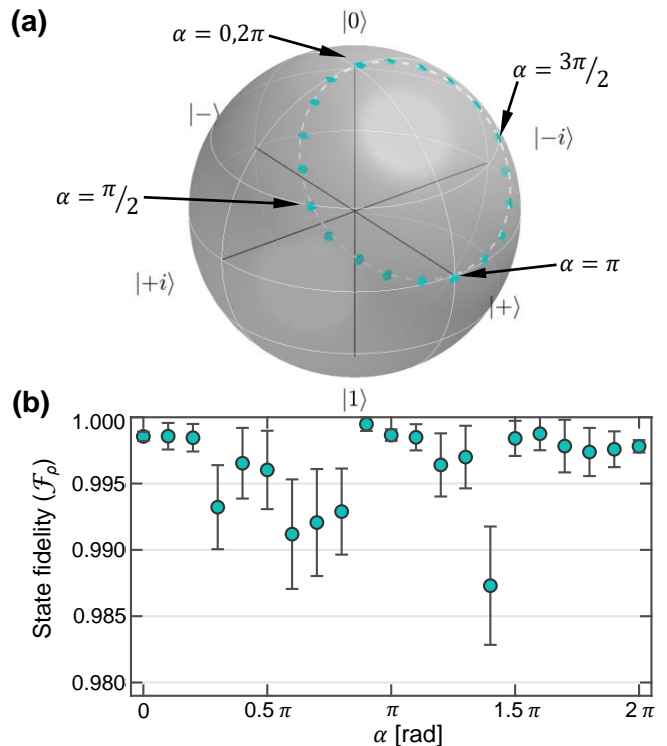 (a)
|0⟩
α = 0,2π
α = 3π/2
|−⟩
|−i⟩
α = π/2
α = π
|+i⟩
|+⟩
|1⟩
(b)
1.000
0.995
0.990
0.985
0.980
State fidelity (ℱρ)
0
0.5 π
π
1.5 π
2 π
α [rad]